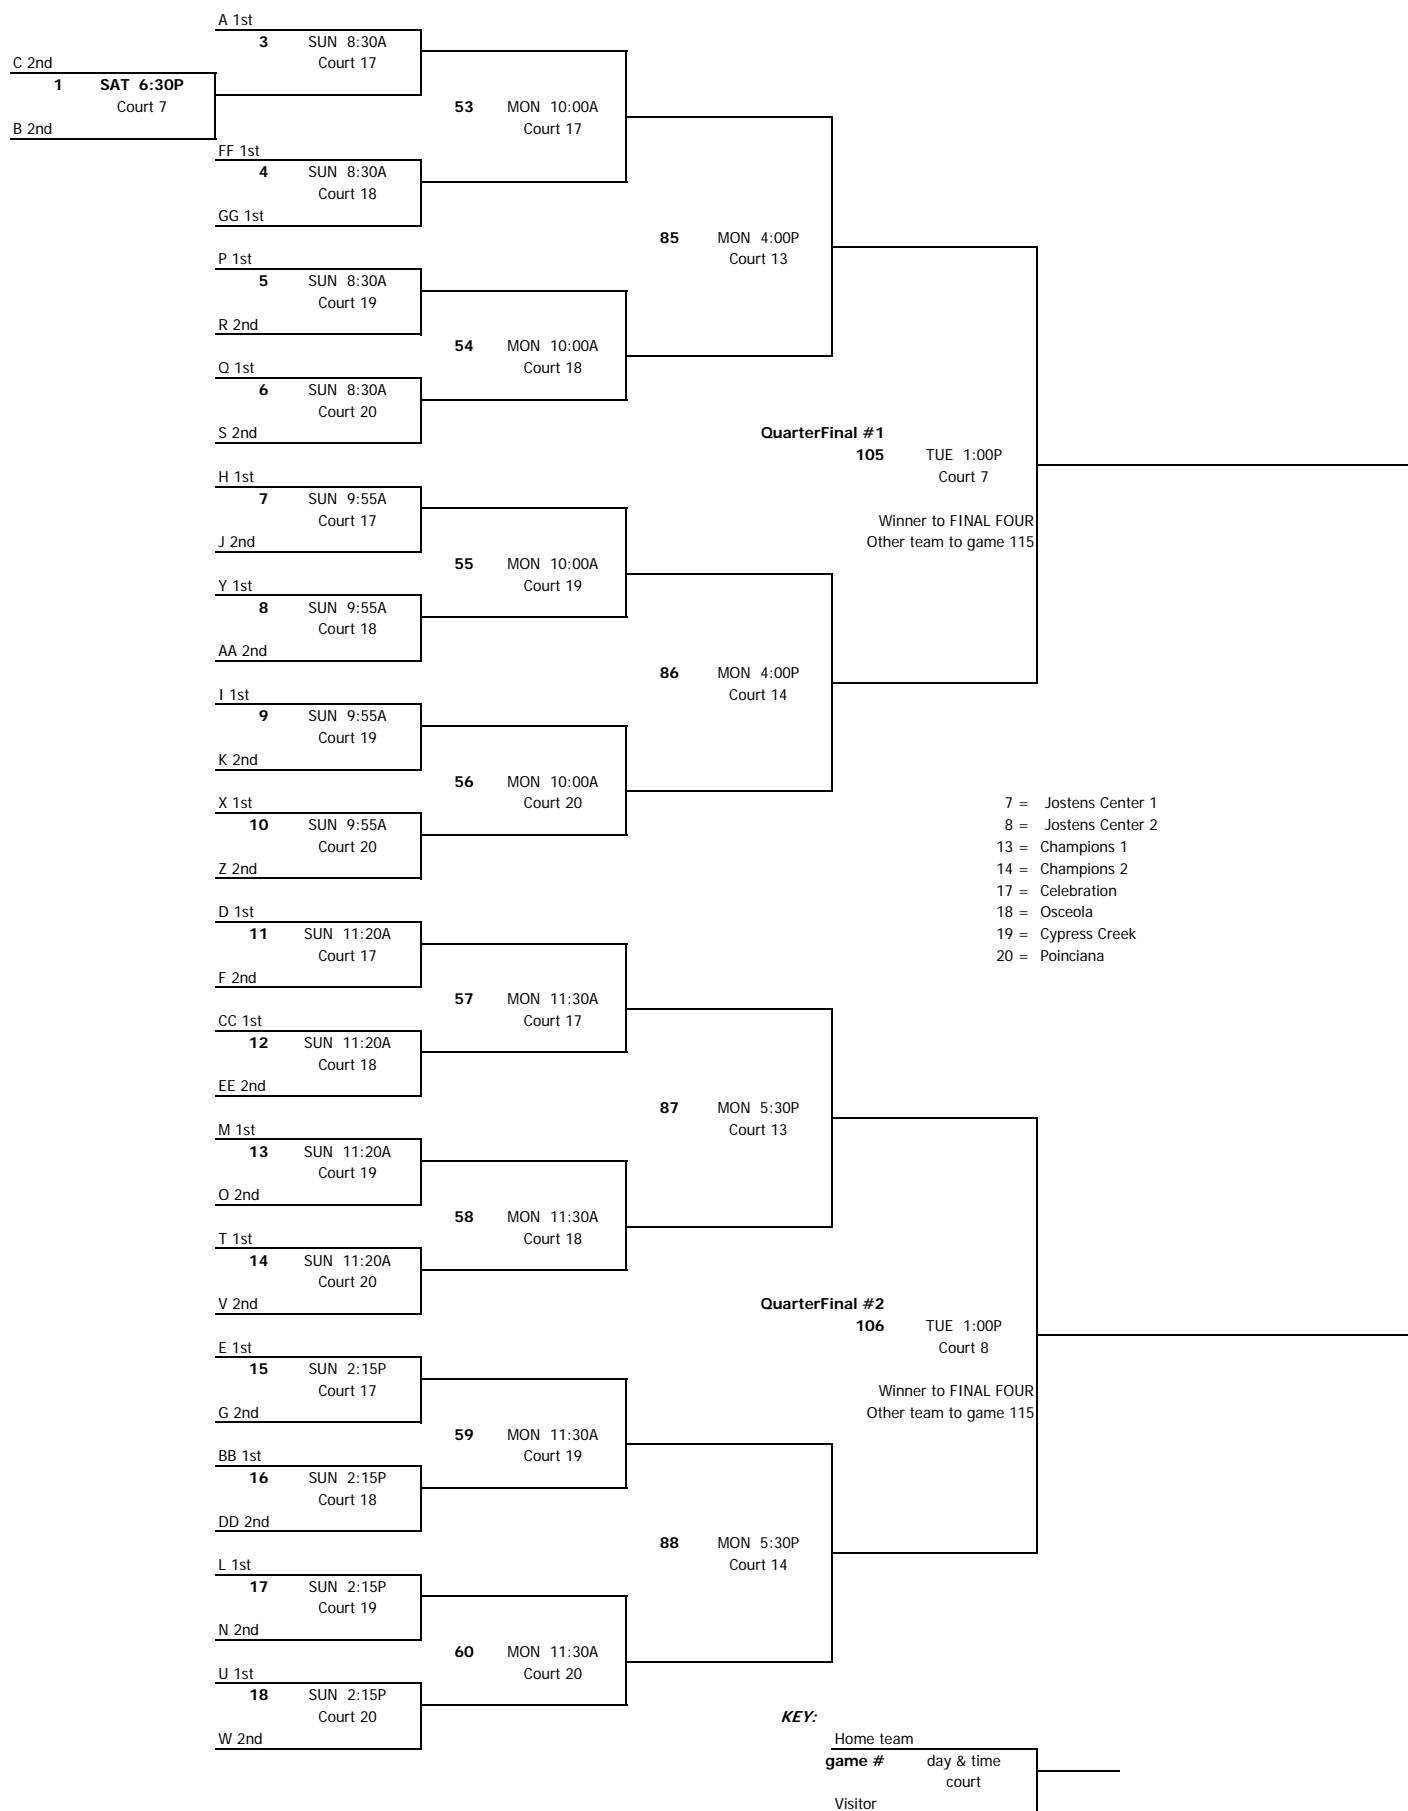 A 1st
3 SUN 8:30A
Court 17
C 2nd
1 SAT 6:30P
Court 7
B 2nd
53 MON 10:00A
Court 17
FF 1st
4 SUN 8:30A
Court 18
GG 1st
85 MON 4:00P
Court 13
P 1st
5 SUN 8:30A
Court 19
R 2nd
54 MON 10:00A
Court 18
Q 1st
6 SUN 8:30A
Court 20
S 2nd
QuarterFinal #1
105 TUE 1:00P
Court 7
Winner to FINAL FOUR
Other team to game 115
H 1st
7 SUN 9:55A
Court 17
J 2nd
55 MON 10:00A
Court 19
Y 1st
8 SUN 9:55A
Court 18
AA 2nd
86 MON 4:00P
Court 14
I 1st
9 SUN 9:55A
Court 19
K 2nd
56 MON 10:00A
Court 20
X 1st
10 SUN 9:55A
Court 20
Z 2nd
7 = Jostens Center 1
8 = Jostens Center 2
13 = Champions 1
14 = Champions 2
17 = Celebration
18 = Osceola
19 = Cypress Creek
20 = Poinciana
D 1st
11 SUN 11:20A
Court 17
F 2nd
57 MON 11:30A
Court 17
CC 1st
12 SUN 11:20A
Court 18
EE 2nd
87 MON 5:30P
Court 13
M 1st
13 SUN 11:20A
Court 19
O 2nd
58 MON 11:30A
Court 18
T 1st
14 SUN 11:20A
Court 20
V 2nd
QuarterFinal #2
106 TUE 1:00P
Court 8
Winner to FINAL FOUR
Other team to game 115
E 1st
15 SUN 2:15P
Court 17
G 2nd
59 MON 11:30A
Court 19
BB 1st
16 SUN 2:15P
Court 18
DD 2nd
88 MON 5:30P
Court 14
L 1st
17 SUN 2:15P
Court 19
N 2nd
60 MON 11:30A
Court 20
U 1st
18 SUN 2:15P
Court 20
W 2nd
KEY:
Home team
game # day & time
court
Visitor